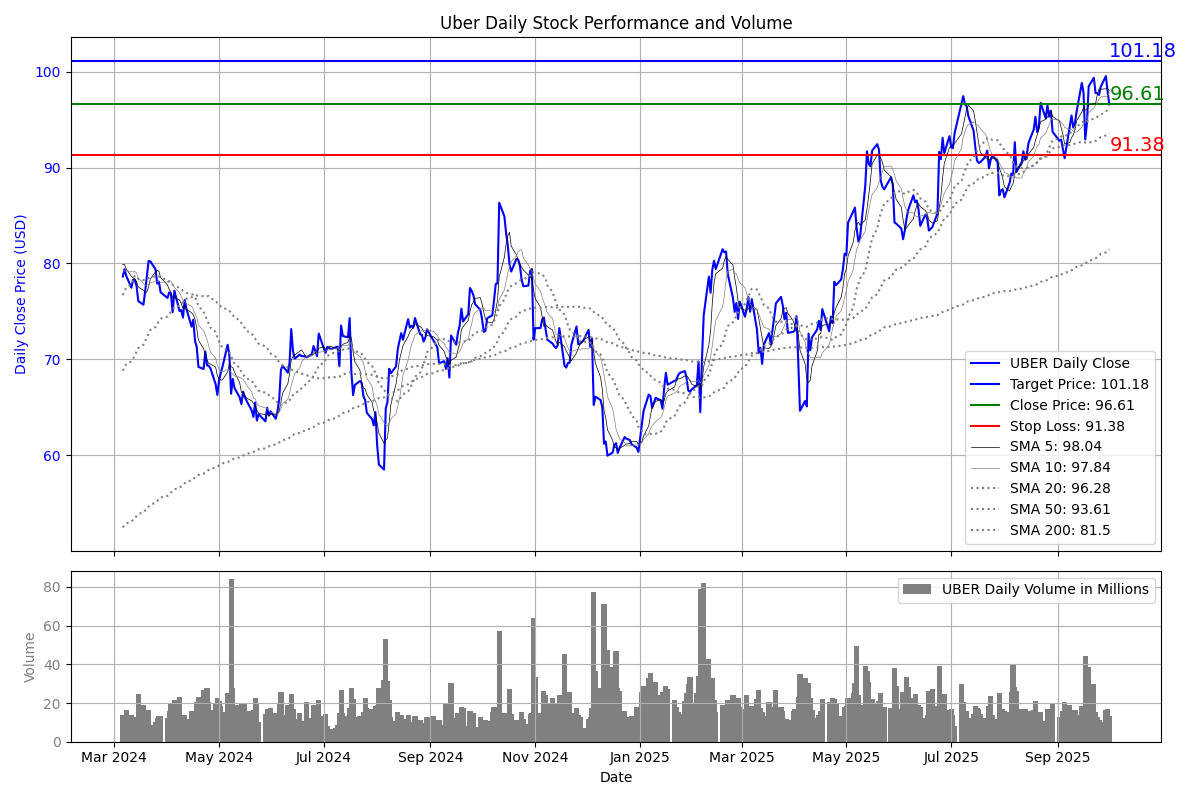 Uber Daily Stock Performance and Volume
101.18
100
96.61
91.38
90
80
70
60
Daily Close Price (USD)
UBER Daily Close
Target Price: 101.18
Close Price: 96.61
Stop Loss: 91.38
SMA 5: 98.04
SMA 10: 97.84
SMA 20: 96.28
SMA 50: 93.61
SMA 200: 81.5
80
60
40
20
0
Volume
UBER Daily Volume in Millions
Mar 2024 May 2024 Jul 2024 Sep 2024 Nov 2024 Jan 2025 Mar 2025 May 2025 Jul 2025 Sep 2025
Date